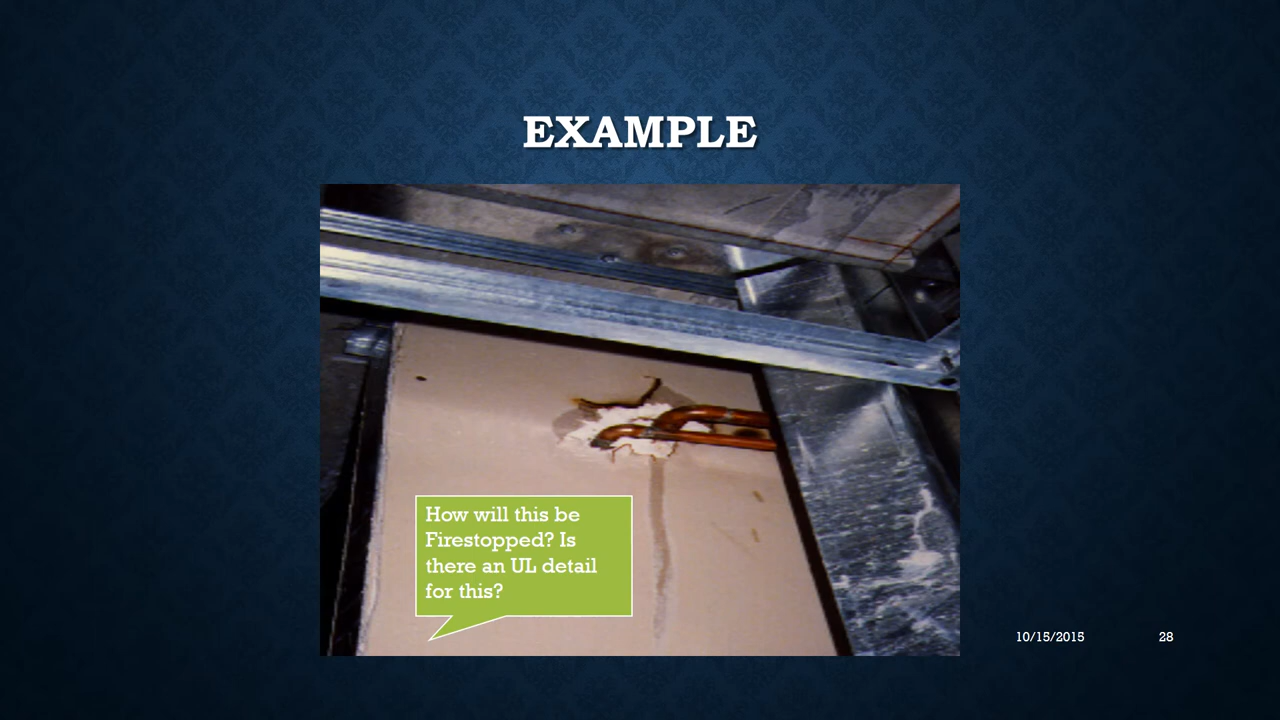 EXAMPLE
How will this be
Firestopped? Is
there an UL detail
for this?
10/15/2015
28